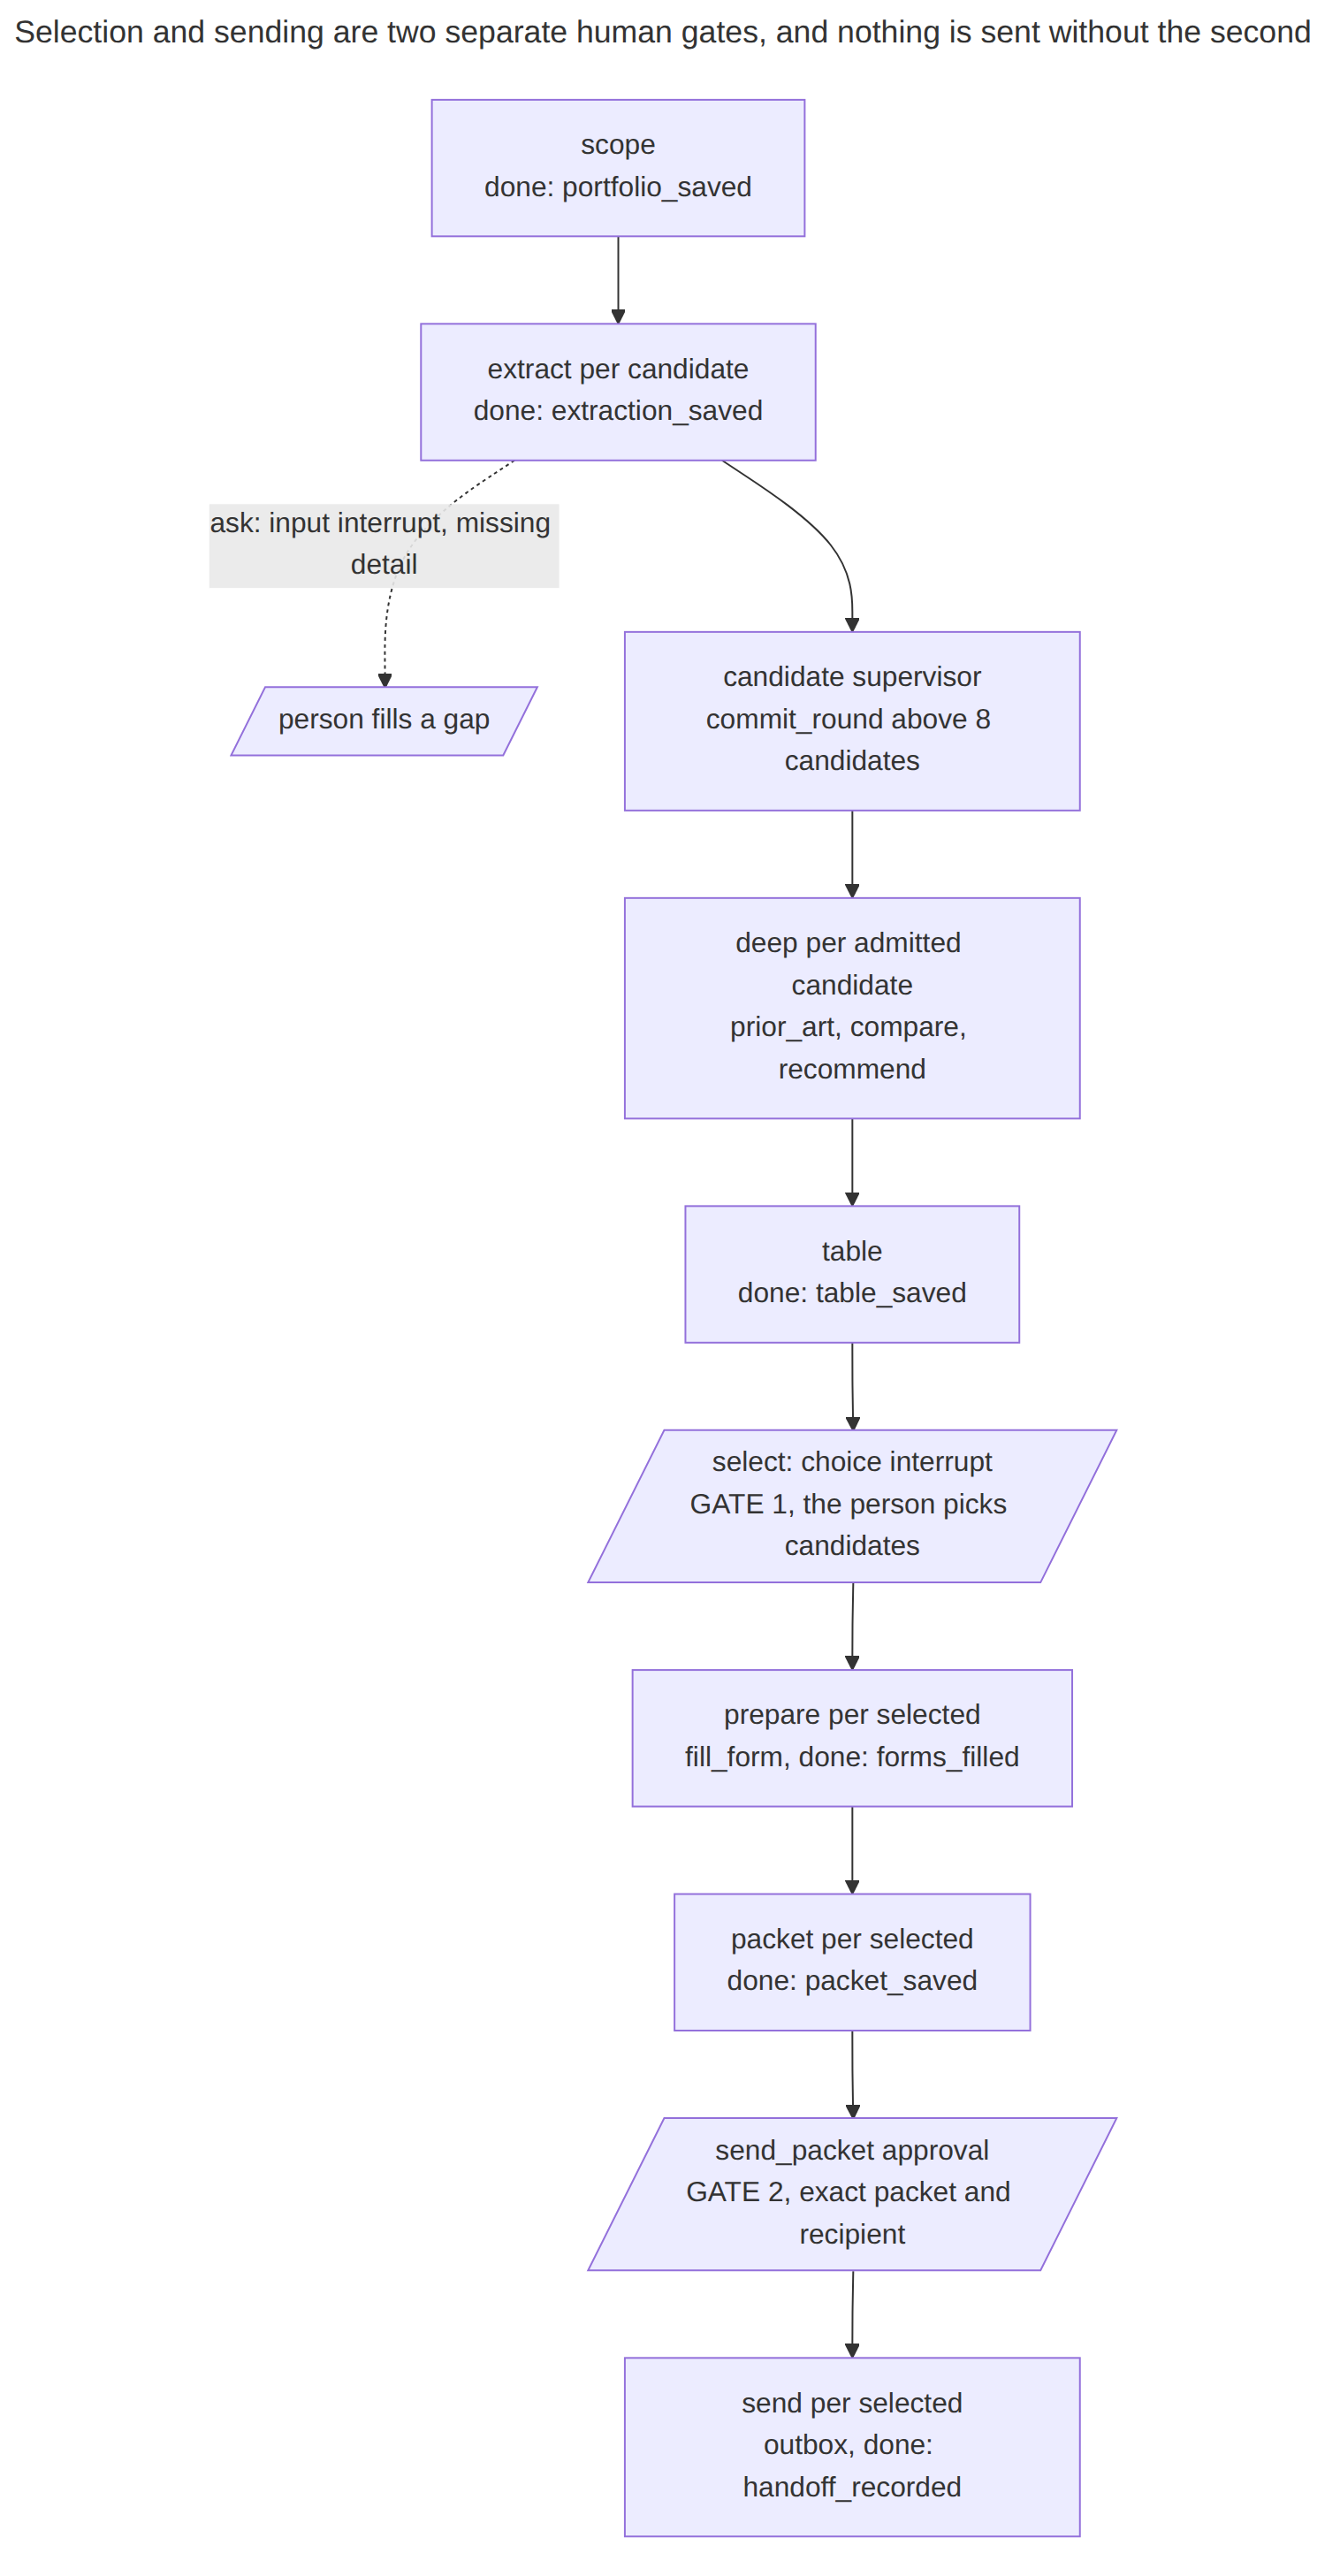 Selection and sending are two separate human gates, and nothing is sent without the second
scope
done: portfolio_saved
extract per candidate
done: extraction_saved
ask: input interrupt, missing
detail
person fills a gap
candidate supervisor
commit_round above 8
candidates
deep per admitted
candidate
prior_art, compare,
recommend
table
done: table_saved
select: choice interrupt
GATE 1, the person picks
candidates
prepare per selected
fill_form, done: forms_filled
packet per selected
done: packet_saved
send_packet approval
GATE 2, exact packet and
recipient
send per selected
outbox, done:
handoff_recorded